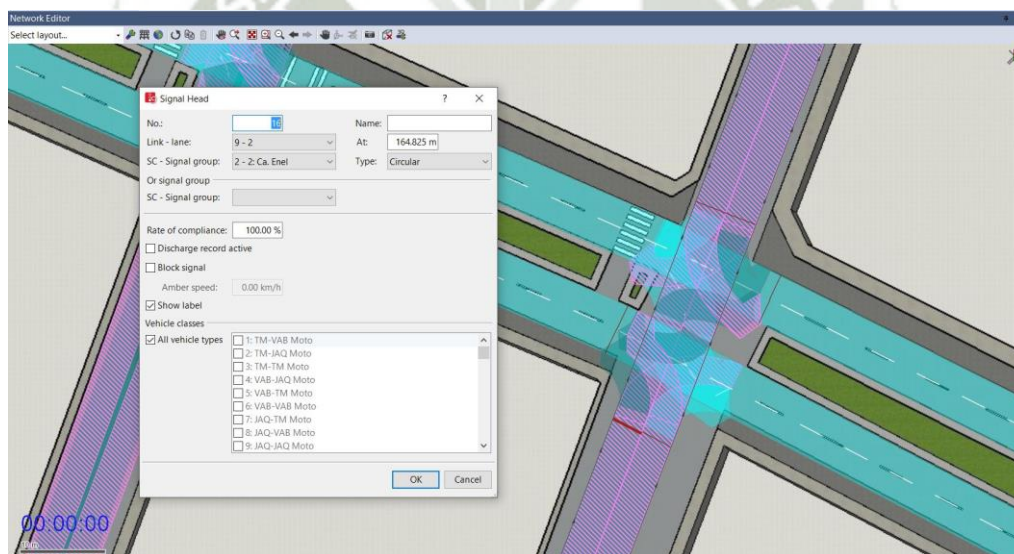 Network Editor
Select layout...
Signal Head
? ×
No.: 16 Name:
Link - lane: 9 - 2 At: 164.825 m
SC - Signal group: 2 - 2: Ca. Enel Type: Circular
Or signal group
SC - Signal group:
Rate of compliance: 100.00 %
Discharge record active
Block signal
Amber speed: 0.00 km/h
Show label
Vehicle classes
All vehicle types 1: TM-VAB Moto
2: TM-JAQ Moto
3: TM-TM Moto
4: VAB-JAQ Moto
5: VAB-TM Moto
6: VAB-VAB Moto
7: JAQ-TM Moto
8: JAQ-VAB Moto
9: JAQ-JAQ Moto
OK Cancel
00:00:00